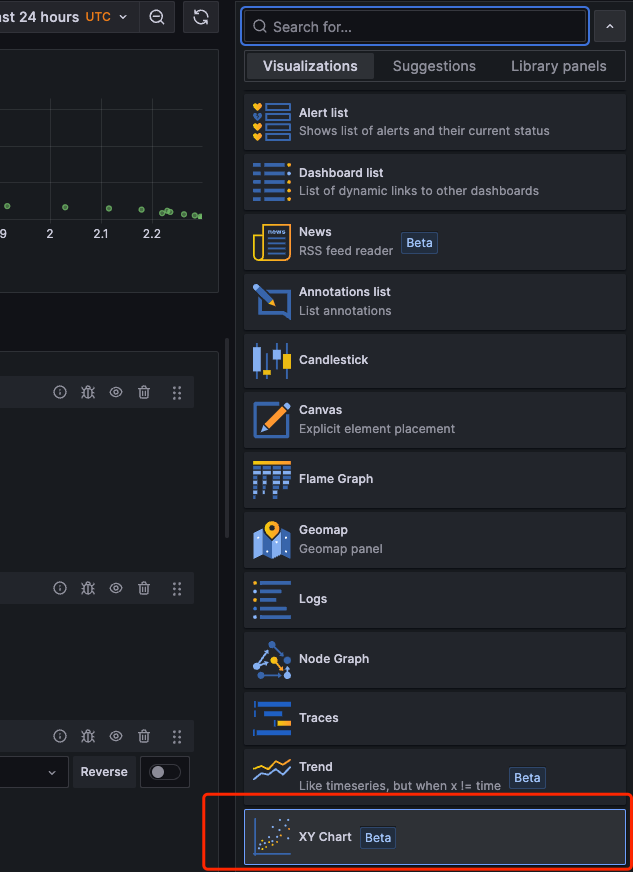 st 24 hours UTC
Search for...
Visualizations
Suggestions
Library panels
Alert list
Shows list of alerts and their current status
Dashboard list
List of dynamic links to other dashboards
news
News
RSS feed reader
Beta
Annotations list
List annotations
Candlestick
Canvas
Explicit element placement
Flame Graph
Geomap
Geomap panel
Logs
Node Graph
Traces
Trend
Like timeseries, but when x != time
Beta
XY Chart
Beta
9
2
2.1
2.2
Reverse